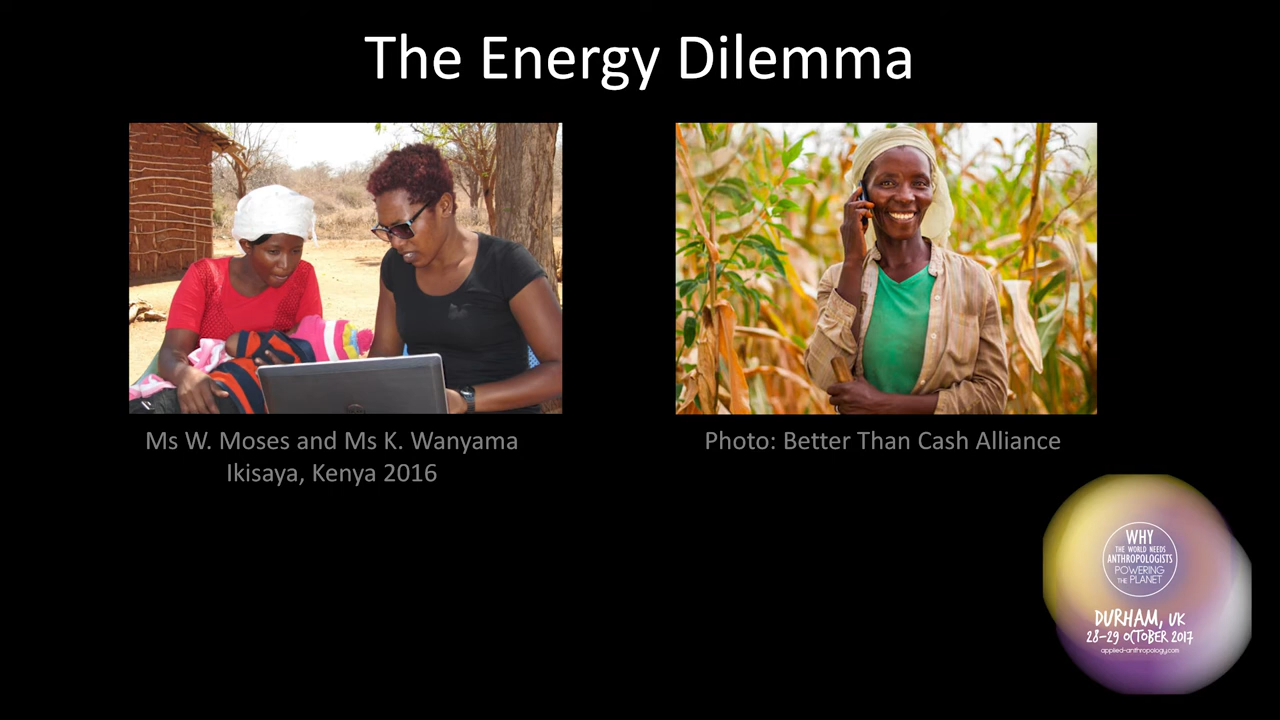 The Energy Dilemma
Ms W. Moses and Ms K. Wanyama
Ikisaya, Kenya 2016
Photo: Better Than Cash Alliance
WHY
THE WORLD NEEDS
ANTHROPOLOGISTS
POWERING
THE PLANET
DURHAM, UK
28-29 OCTOBER 2017
applied-anthropology.com